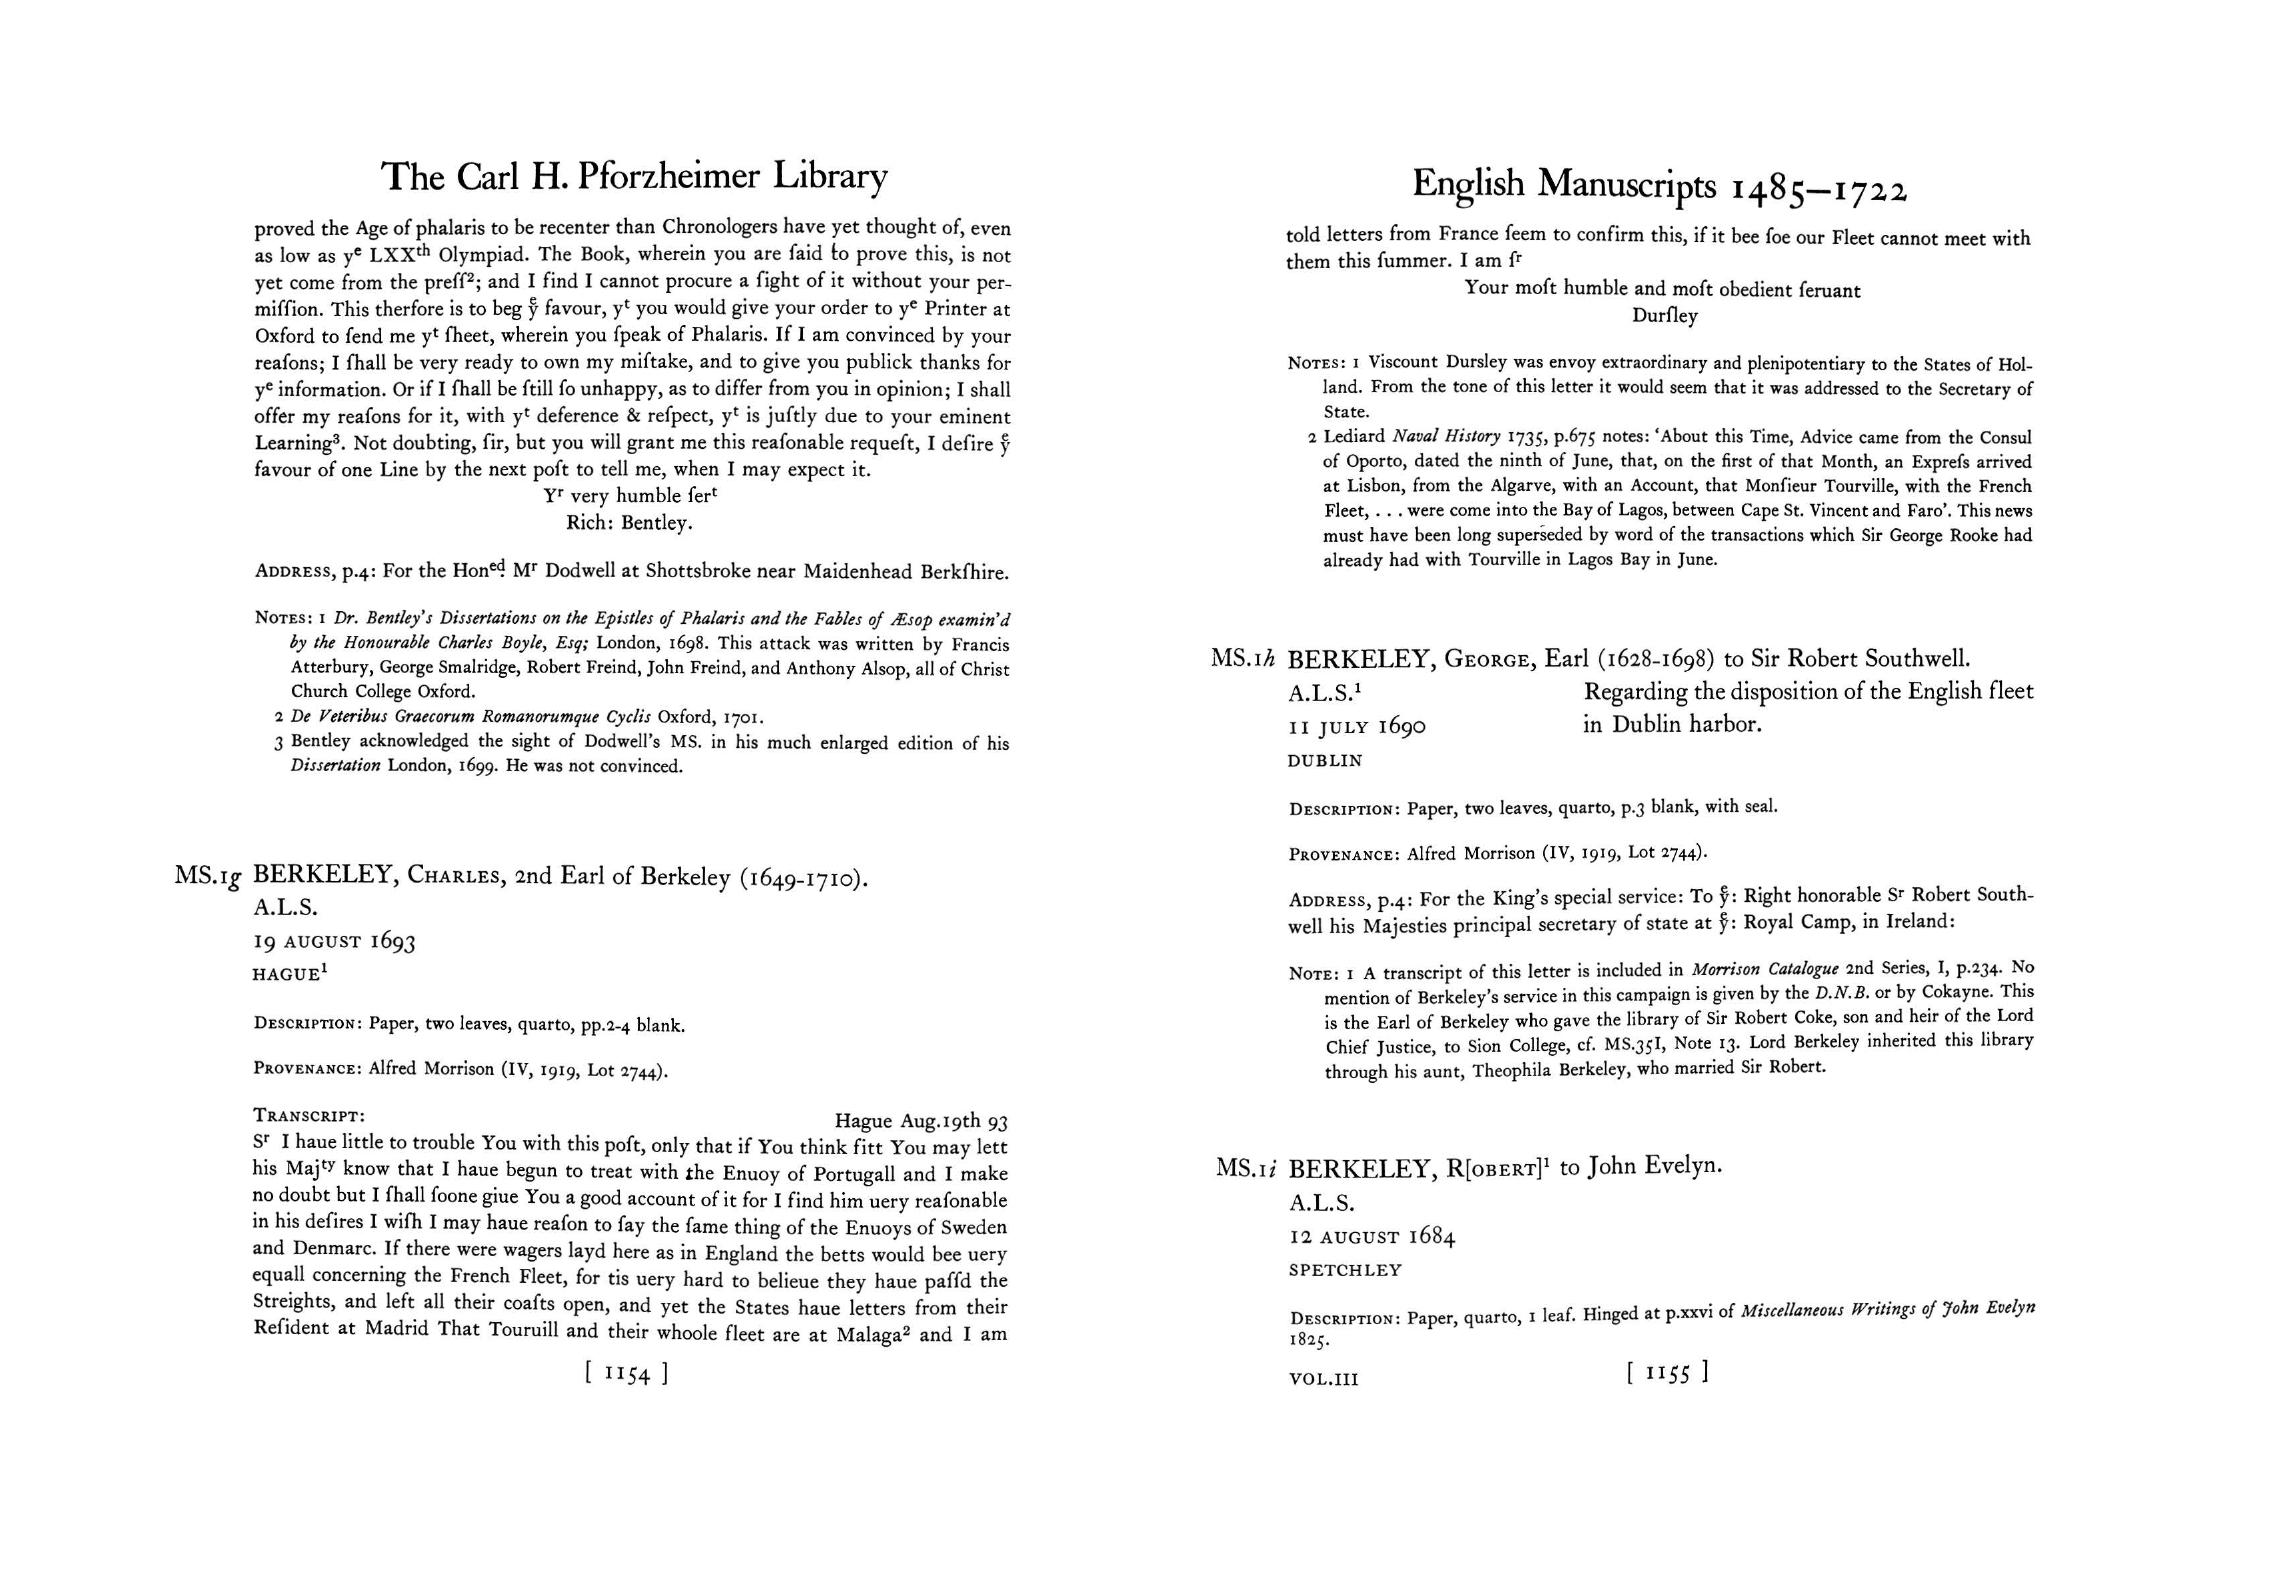 The Carl H. Pforzheimer Library
proved the Age of phalaris to be recenter than Chronologers have yet thought of, even
as low as yᵉ LXXᵗʰ Olympiad. The Book, wherein you are ſaid to prove this, is not
yet come from the preſſ²; and I find I cannot procure a ſight of it without your per-
miſſion. This therfore is to beg yͤ favour, yᵗ you would give your order to yᵉ Printer at
Oxford to ſend me yᵗ ſheet, wherein you ſpeak of Phalaris. If I am convinced by your
reaſons; I ſhall be very ready to own my miſtake, and to give you publick thanks for
yᵉ information. Or if I ſhall be ſtill ſo unhappy, as to differ from you in opinion; I shall
offer my reaſons for it, with yᵗ deference & reſpect, yᵗ is juſtly due to your eminent
Learning³. Not doubting, ſir, but you will grant me this reaſonable requeſt, I deſire yͤ
favour of one Line by the next poſt to tell me, when I may expect it.
Yʳ very humble ſerᵗ
Rich: Bentley.
ADDRESS, p.4: For the Honᵉᵈ. Mʳ Dodwell at Shottsbroke near Maidenhead Berkſhire.
NOTES: 1 Dr. Bentley's Dissertations on the Epistles of Phalaris and the Fables of Æsop examin'd
by the Honourable Charles Boyle, Esq; London, 1698. This attack was written by Francis
Atterbury, George Smalridge, Robert Freind, John Freind, and Anthony Alsop, all of Christ
Church College Oxford.
2 De Veteribus Graecorum Romanorumque Cyclis Oxford, 1701.
3 Bentley acknowledged the sight of Dodwell's MS. in his much enlarged edition of his
Dissertation London, 1699. He was not convinced.
MS.1g BERKELEY, CHARLES, 2nd Earl of Berkeley (1649-1710).
A.L.S.
19 AUGUST 1693
HAGUE¹
DESCRIPTION: Paper, two leaves, quarto, pp.2-4 blank.
PROVENANCE: Alfred Morrison (IV, 1919, Lot 2744).
TRANSCRIPT: Hague Aug.19th 93
Sʳ I haue little to trouble You with this poſt, only that if You think fitt You may lett
his Majᵗʸ know that I haue begun to treat with the Enuoy of Portugall and I make
no doubt but I ſhall ſoone giue You a good account of it for I find him uery reaſonable
in his deſires I wiſh I may haue reaſon to ſay the ſame thing of the Enuoys of Sweden
and Denmarc. If there were wagers layd here as in England the betts would bee uery
equall concerning the French Fleet, for tis uery hard to belieue they haue paſſd the
Streights, and left all their coaſts open, and yet the States haue letters from their
Reſident at Madrid That Touruill and their whoole fleet are at Malaga² and I am
[ 1154 ]
English Manuscripts 1485–1722
told letters from France ſeem to confirm this, if it bee ſoe our Fleet cannot meet with
them this ſummer. I am ſʳ
Your moſt humble and moſt obedient ſeruant
Durſley
NOTES: 1 Viscount Dursley was envoy extraordinary and plenipotentiary to the States of Hol-
land. From the tone of this letter it would seem that it was addressed to the Secretary of
State.
2 Lediard Naval History 1735, p.675 notes: 'About this Time, Advice came from the Consul
of Oporto, dated the ninth of June, that, on the first of that Month, an Expreſs arrived
at Lisbon, from the Algarve, with an Account, that Monſieur Tourville, with the French
Fleet, . . . were come into the Bay of Lagos, between Cape St. Vincent and Faro'. This news
must have been long superseded by word of the transactions which Sir George Rooke had
already had with Tourville in Lagos Bay in June.
MS.1h BERKELEY, GEORGE, Earl (1628-1698) to Sir Robert Southwell.
A.L.S.¹ Regarding the disposition of the English fleet
11 JULY 1690 in Dublin harbor.
DUBLIN
DESCRIPTION: Paper, two leaves, quarto, p.3 blank, with seal.
PROVENANCE: Alfred Morrison (IV, 1919, Lot 2744).
ADDRESS, p.4: For the King's special service: To yͤ: Right honorable Sʳ Robert South-
well his Majesties principal secretary of state at yͤ: Royal Camp, in Ireland:
NOTE: 1 A transcript of this letter is included in Morrison Catalogue 2nd Series, I, p.234. No
mention of Berkeley's service in this campaign is given by the D.N.B. or by Cokayne. This
is the Earl of Berkeley who gave the library of Sir Robert Coke, son and heir of the Lord
Chief Justice, to Sion College, cf. MS.35I, Note 13. Lord Berkeley inherited this library
through his aunt, Theophila Berkeley, who married Sir Robert.
MS.1i BERKELEY, R[OBERT]¹ to John Evelyn.
A.L.S.
12 AUGUST 1684
SPETCHLEY
DESCRIPTION: Paper, quarto, 1 leaf. Hinged at p.xxvi of Miscellaneous Writings of John Evelyn
1825.
VOL.III [ 1155 ]